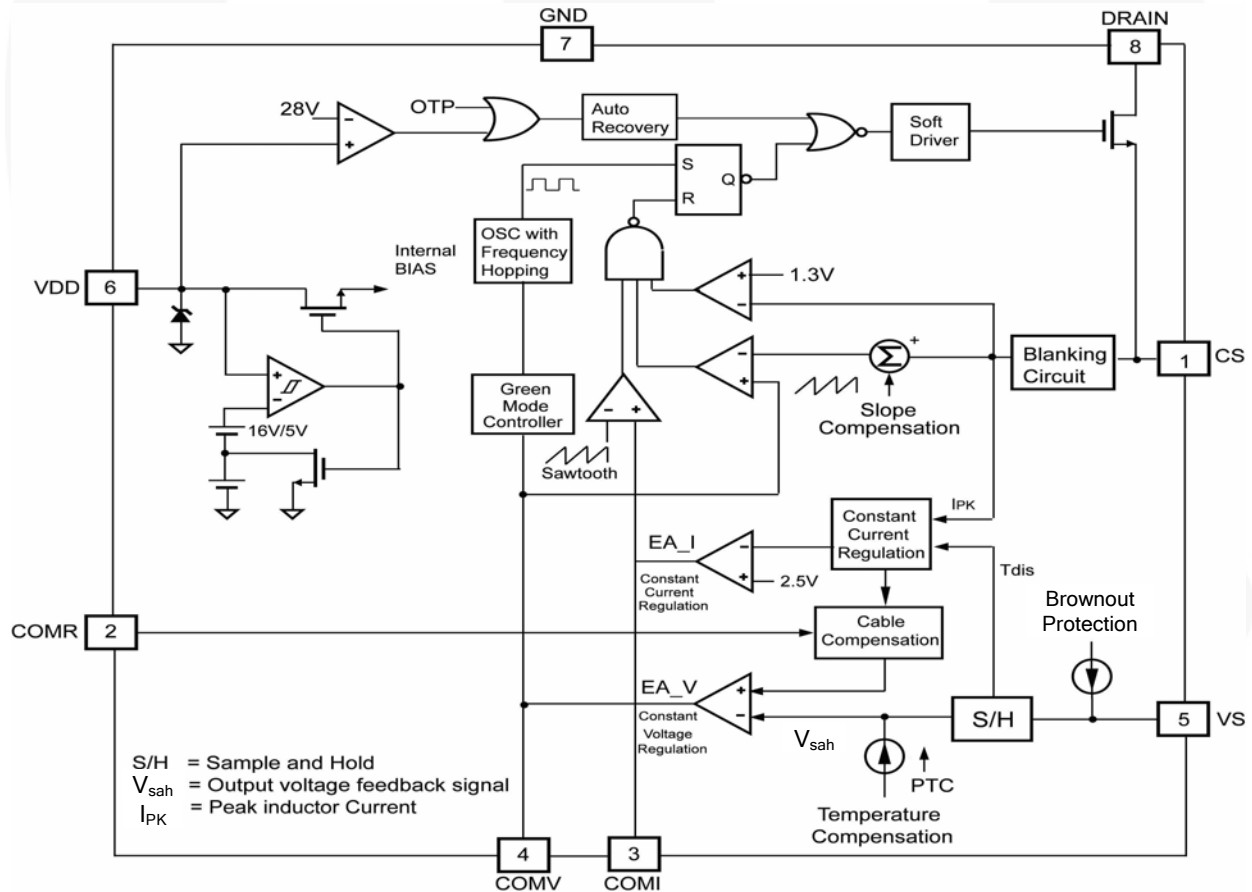 GND
7
DRAIN
8
28V
OTP
Auto
Recovery
Soft
Driver
S
Q
R
OSC with
Frequency
Hopping
Internal
BIAS
VDD
6
1.3V
Blanking
Circuit
1
CS
Σ
+
Slope
Compensation
Green
Mode
Controller
16V/5V
Sawtooth
IPK
Constant
Current
Regulation
EA_I
2.5V
Constant
Current
Regulation
Tdis
COMR
2
Cable
Compensation
Brownout
Protection
EA_V
Constant
Voltage
Regulation
Vsah
S/H
5
VS
PTC
Temperature
Compensation
S/H = Sample and Hold
Vsah = Output voltage feedback signal
IPK = Peak inductor Current
4
COMV
3
COMI